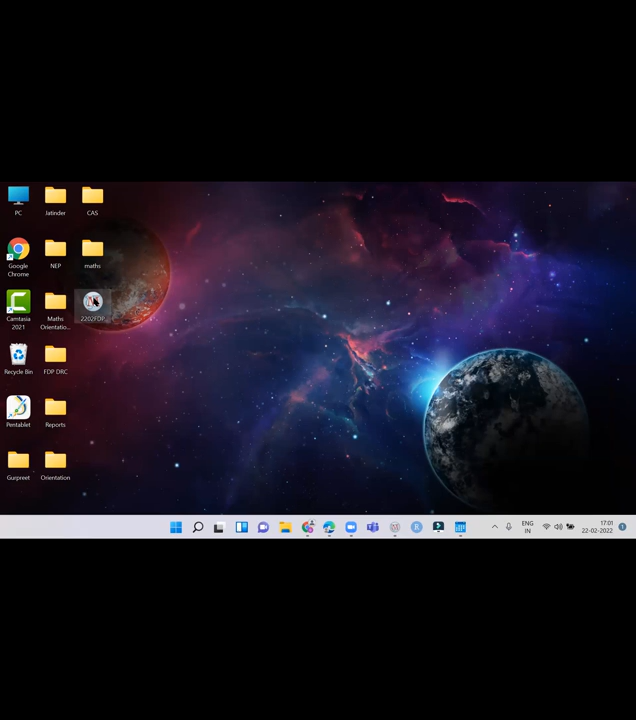 PC
Jatinder
CAS
Google
Chrome
NEP
maths
Camtasia
2021
Maths
Orientatio...
2202FDP
Recycle Bin
FDP DRC
Pentablet
Reports
Gurpreet
Orientation
ENG
IN
17:01
22-02-2022
1